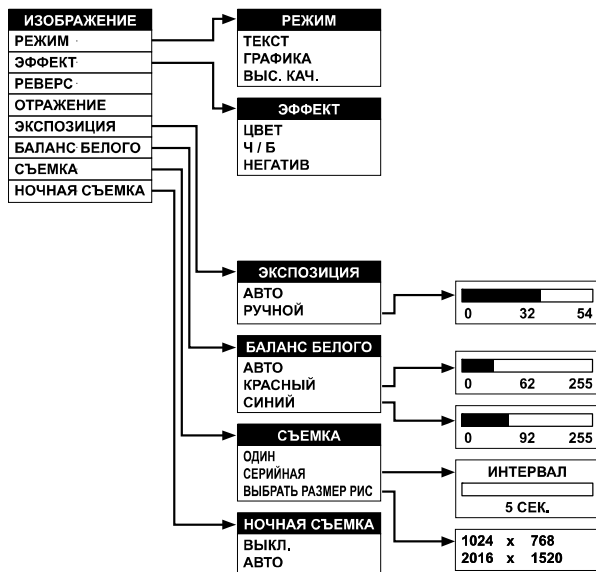 ИЗОБРАЖЕНИЕ
РЕЖИМ
ЭФФЕКТ
РЕВЕРС
ОТРАЖЕНИЕ
ЭКСПОЗИЦИЯ
БАЛАНС БЕЛОГО
СЪЕМКА
НОЧНАЯ СЪЕМКА
РЕЖИМ
ТЕКСТ
ГРАФИКА
ВЫС. КАЧ.
ЭФФЕКТ
ЦВЕТ
Ч / Б
НЕГАТИВ
ЭКСПОЗИЦИЯ
АВТО
РУЧНОЙ
0 32 54
БАЛАНС БЕЛОГО
АВТО
КРАСНЫЙ
СИНИЙ
0 62 255
0 92 255
СЪЕМКА
ОДИН
СЕРИЙНАЯ
ВЫБРАТЬ РАЗМЕР РИС
ИНТЕРВАЛ
5 СЕК.
1024 x 768
2016 x 1520
НОЧНАЯ СЪЕМКА
ВЫКЛ.
АВТО